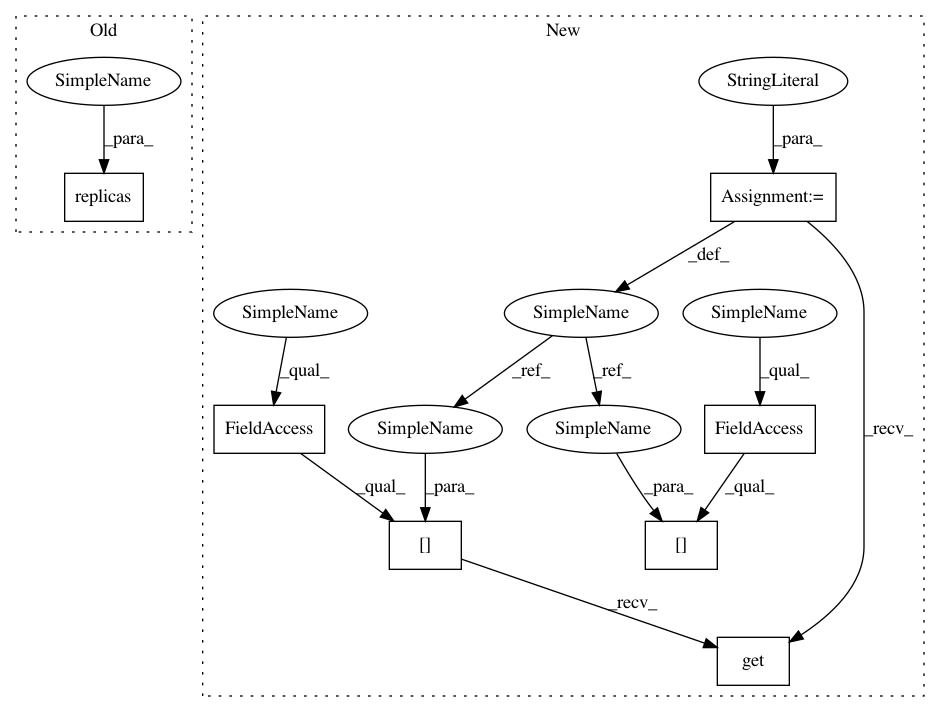 Old
New
SimpleName
StringLiteral
_para_
_para_
replicas
Assignment:=
_def_
SimpleName
SimpleName
SimpleName
_qual_
_ref_
_ref_
_qual_
FieldAccess
SimpleName
SimpleName
FieldAccess
_recv_
_qual_
_para_
_para_
_qual_
[]
[]
_recv_
get